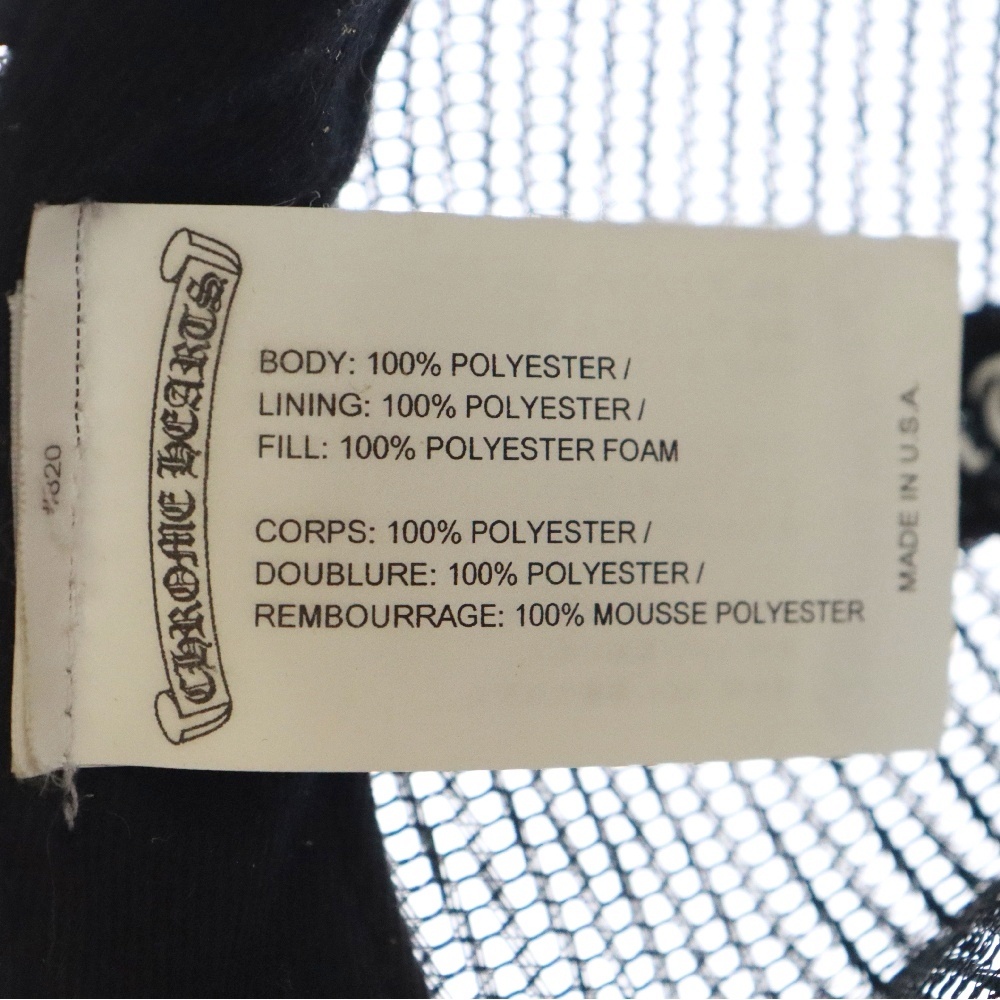 CHROME HEARTS
BODY: 100% POLYESTER /
LINING: 100% POLYESTER /
FILL: 100% POLYESTER FOAM
CORPS: 100% POLYESTER /
DOUBLURE: 100% POLYESTER /
REMBOURRAGE: 100% MOUSSE POLYESTER
MADE IN U.S.A.